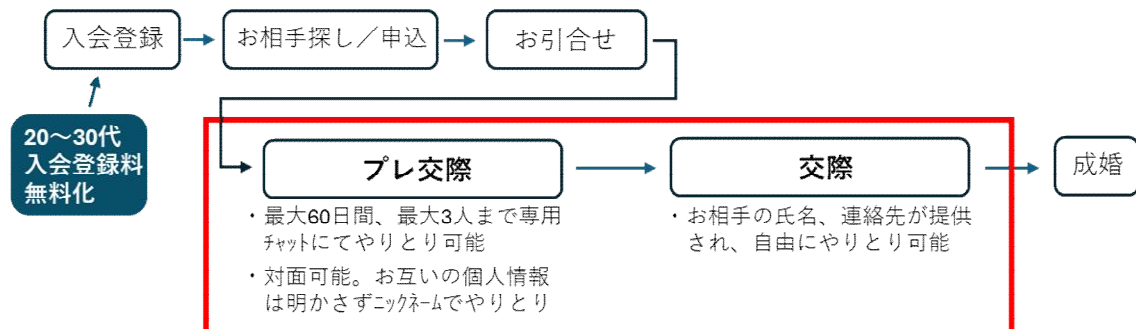 入会登録
お相手探し／申込
お引合せ
20～30代
入会登録料
無料化
プレ交際
交際
成婚
・最大60日間、最大3人まで専用
ﾁｬｯﾄにてやりとり可能
・対面可能。お互いの個人情報
は明かさずﾆｯｸﾈｰﾑでやりとり
・お相手の氏名、連絡先が提供
され、自由にやりとり可能